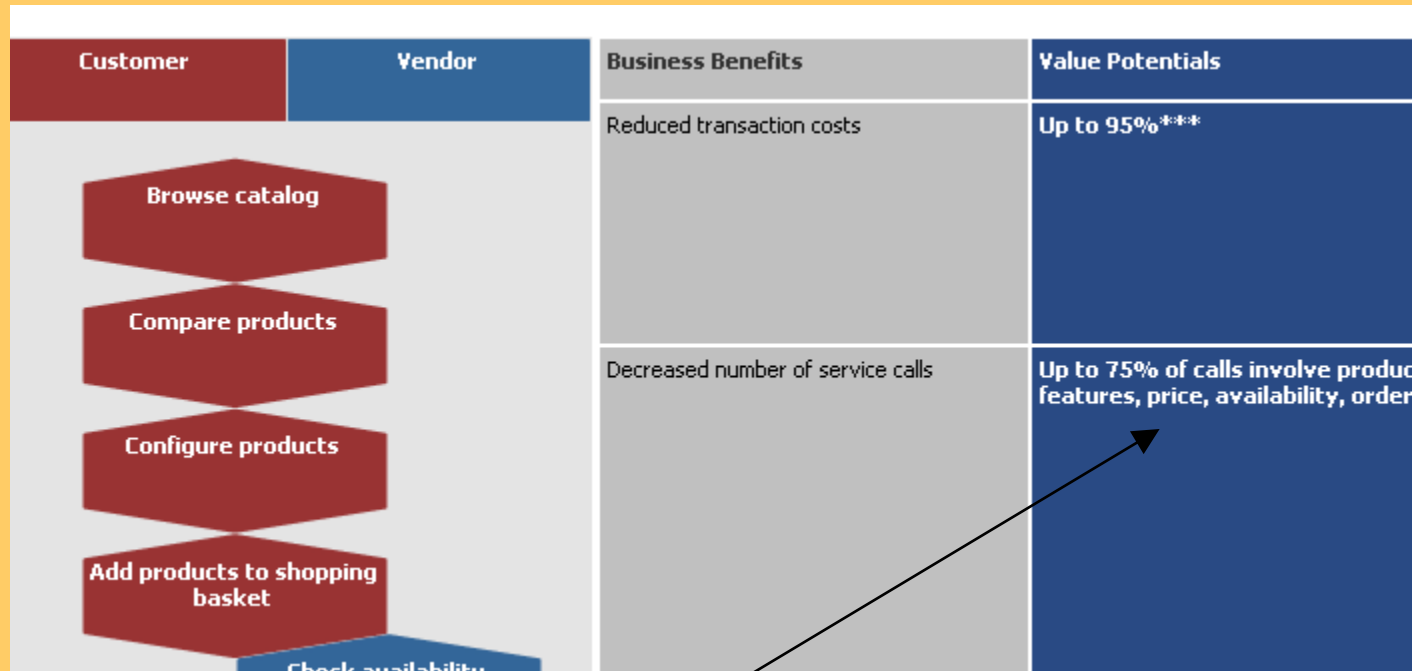 Customer
Vendor
Business Benefits
Value Potentials
Reduced transaction costs
Up to 95%***
Browse catalog
Compare products
Decreased number of service calls
Up to 75% of calls involve produc
features, price, availability, order
Configure products
Add products to shopping
basket
Check availability